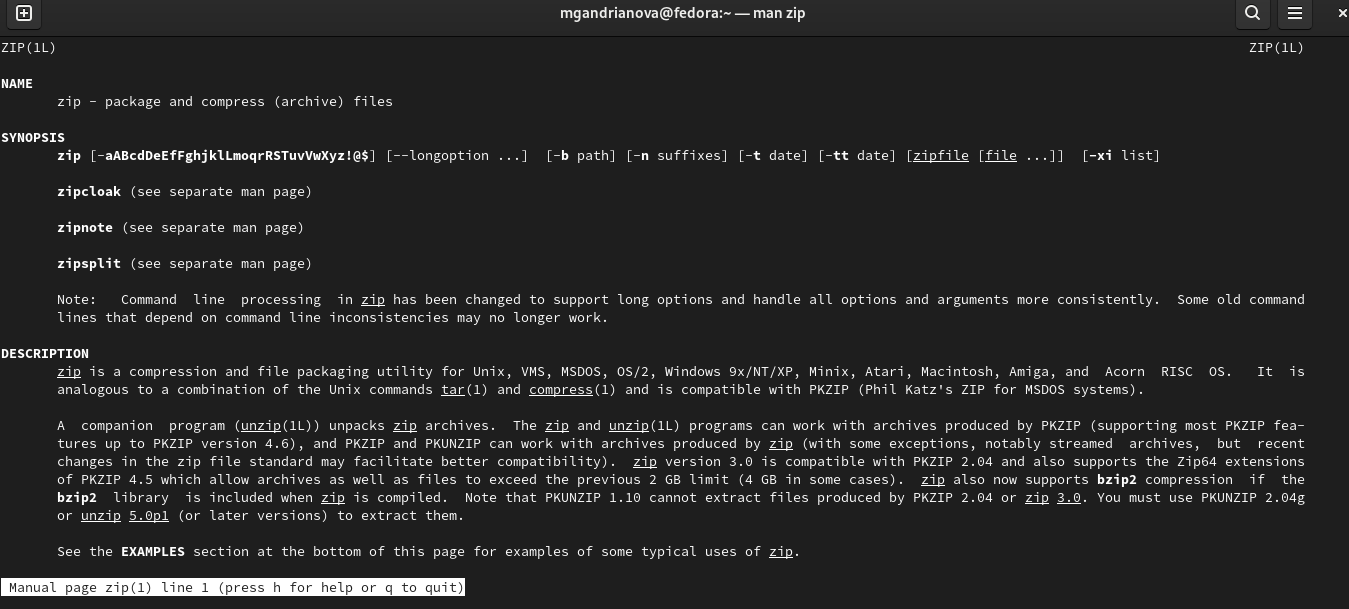 mgandrianova@fedora:~ — man zip
ZIP(1L) ZIP(1L)
NAME
zip - package and compress (archive) files
SYNOPSIS
zip [-aABcdDeEfFghjklLmoqrRSTuvVwXyz!@$] [--longoption ...] [-b path] [-n suffixes] [-t date] [-tt date] [zipfile [file ...]] [-xi list]
zipcloak (see separate man page)
zipnote (see separate man page)
zipsplit (see separate man page)
Note: Command line processing in zip has been changed to support long options and handle all options and arguments more consistently. Some old command
lines that depend on command line inconsistencies may no longer work.
DESCRIPTION
zip is a compression and file packaging utility for Unix, VMS, MSDOS, OS/2, Windows 9x/NT/XP, Minix, Atari, Macintosh, Amiga, and Acorn RISC OS. It is
analogous to a combination of the Unix commands tar(1) and compress(1) and is compatible with PKZIP (Phil Katz's ZIP for MSDOS systems).
A companion program (unzip(1L)) unpacks zip archives. The zip and unzip(1L) programs can work with archives produced by PKZIP (supporting most PKZIP fea-
tures up to PKZIP version 4.6), and PKZIP and PKUNZIP can work with archives produced by zip (with some exceptions, notably streamed archives, but recent
changes in the zip file standard may facilitate better compatibility). zip version 3.0 is compatible with PKZIP 2.04 and also supports the Zip64 extensions
of PKZIP 4.5 which allow archives as well as files to exceed the previous 2 GB limit (4 GB in some cases). zip also now supports bzip2 compression if the
bzip2 library is included when zip is compiled. Note that PKUNZIP 1.10 cannot extract files produced by PKZIP 2.04 or zip 3.0. You must use PKUNZIP 2.04g
or unzip 5.0p1 (or later versions) to extract them.
See the EXAMPLES section at the bottom of this page for examples of some typical uses of zip.
Manual page zip(1) line 1 (press h for help or q to quit)